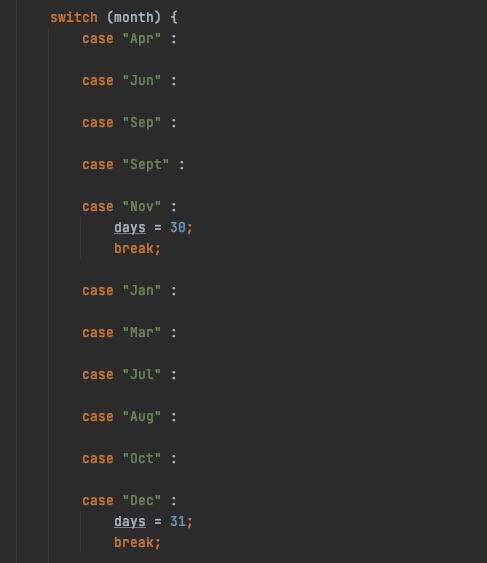 switch (month) {
case "Apr" :
case "Jun" :
case "Sep" :
case "Sept" :
case "Nov" :
days = 30;
break;
case "Jan" :
case "Mar" :
case "Jul" :
case "Aug" :
case "Oct" :
case "Dec" :
days = 31;
break;